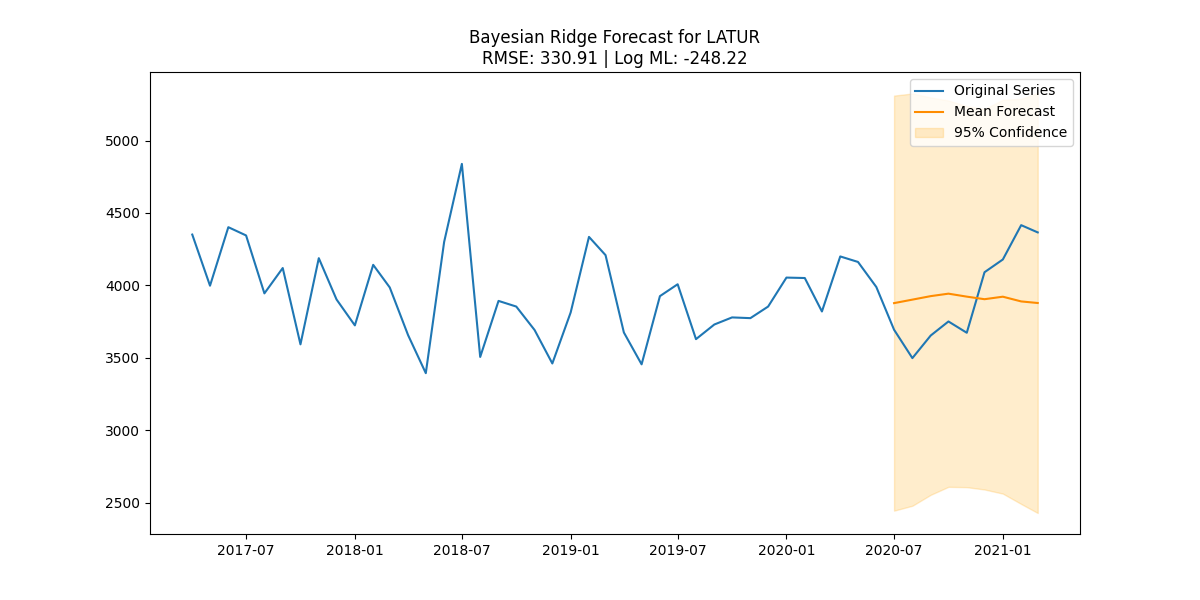 Bayesian Ridge Forecast for LATUR
RMSE: 330.91 | Log ML: -248.22
Original Series
Mean Forecast
95% Confidence
5000
4500
4000
3500
3000
2500
2017-07
2018-01
2018-07
2019-01
2019-07
2020-01
2020-07
2021-01